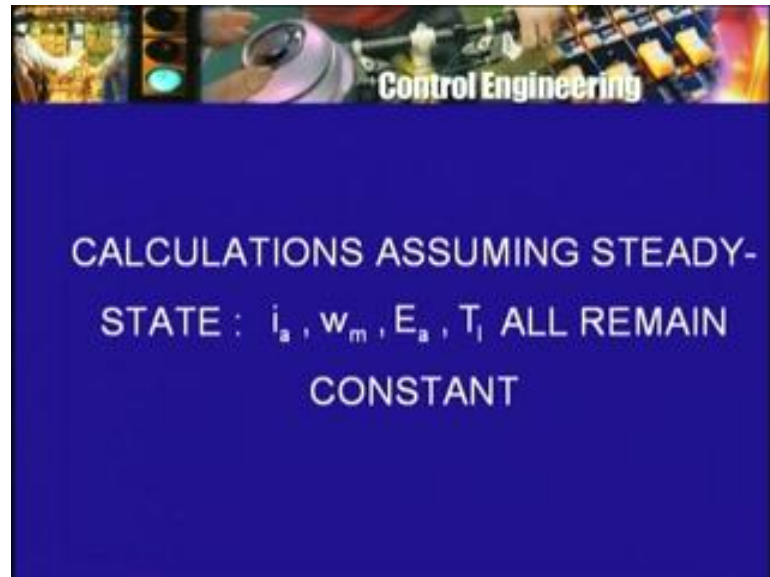 Control Engineering
CALCULATIONS ASSUMING STEADY-
STATE : iₐ , wₘ , Eₐ , Tₗ ALL REMAIN
CONSTANT